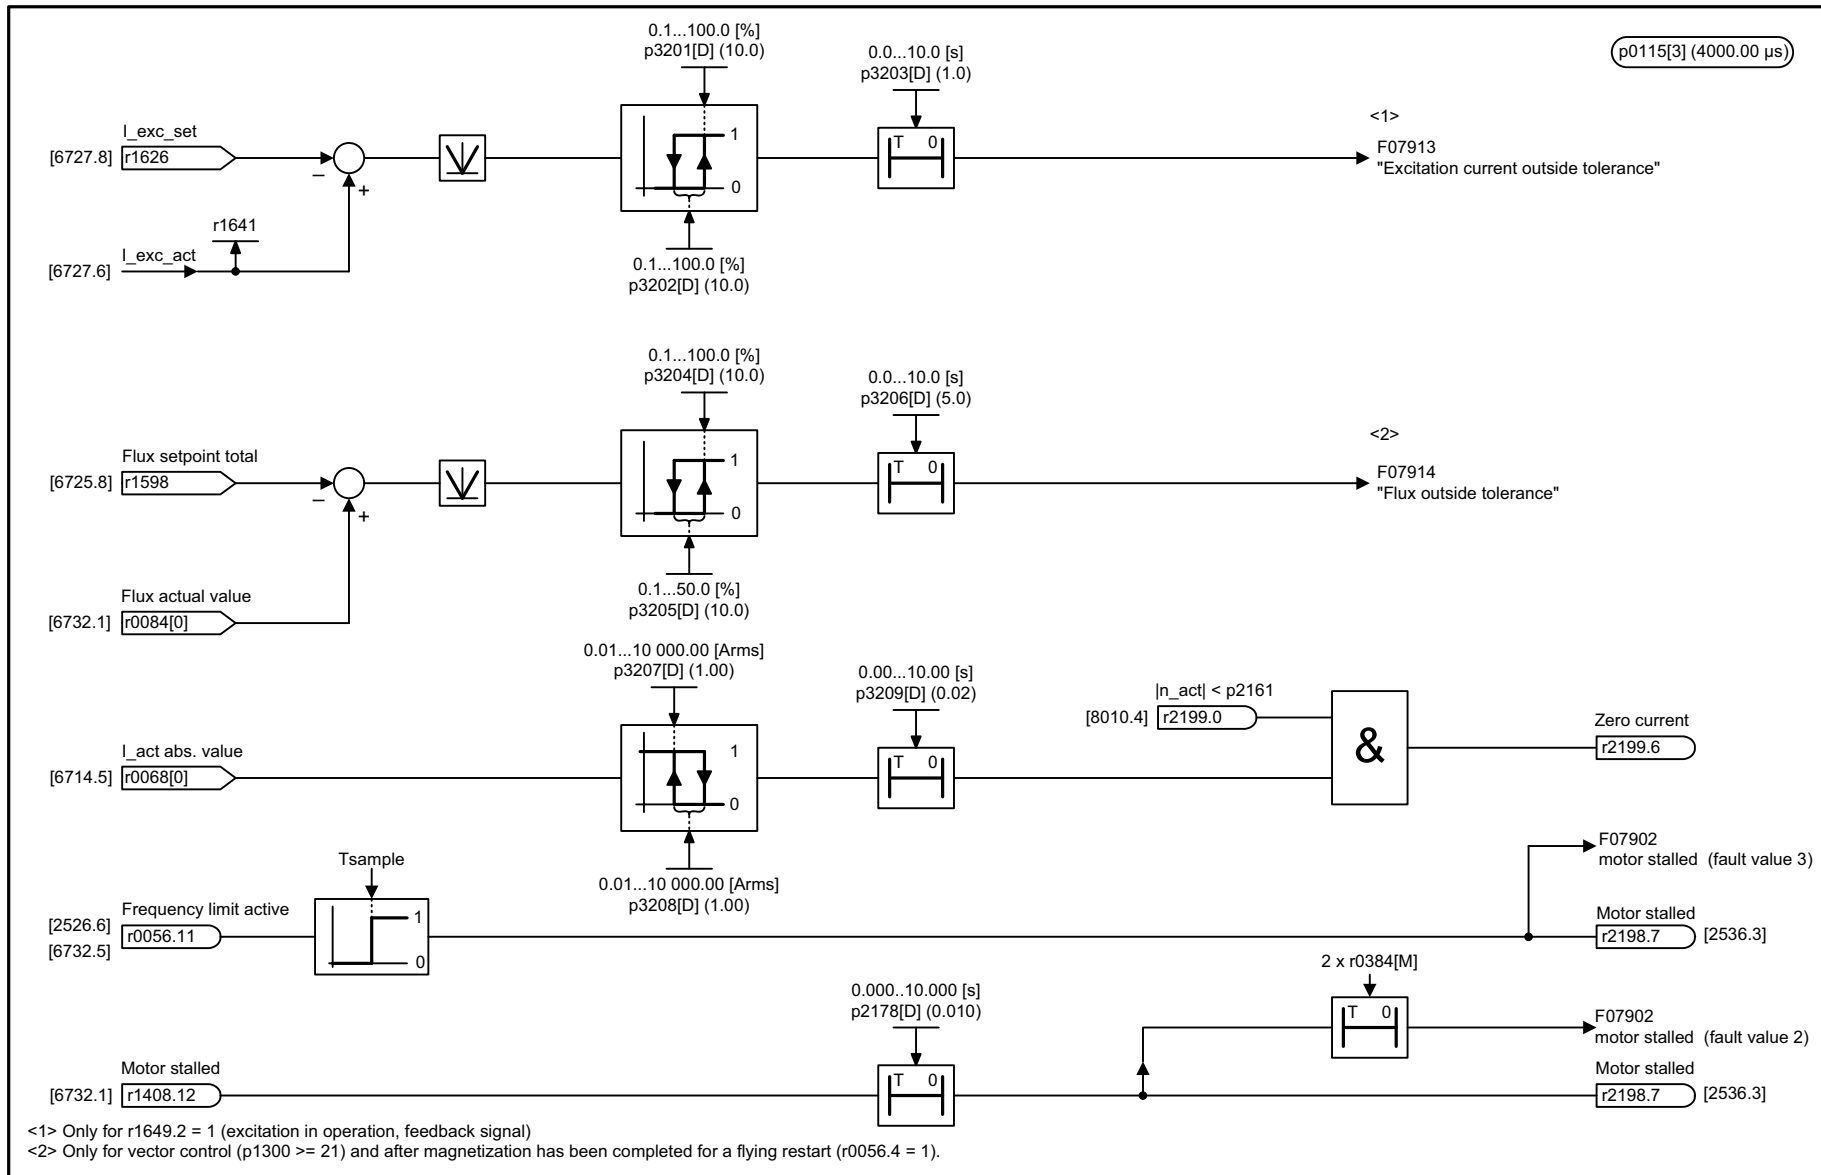 0.1...100.0 [%]
p3201[D] (10.0)
0.0...10.0 [s]
p3203[D] (1.0)
p0115[3] (4000.00 µs)
<1>
I_exc_set
[6727.8]
r1626
–
+
1
0
T 0
F07913
"Excitation current outside tolerance"
r1641
[6727.6]
I_exc_act
0.1...100.0 [%]
p3202[D] (10.0)
0.1...100.0 [%]
p3204[D] (10.0)
0.0...10.0 [s]
p3206[D] (5.0)
<2>
Flux setpoint total
[6725.8]
r1598
–
+
1
0
T 0
F07914
"Flux outside tolerance"
0.1...50.0 [%]
p3205[D] (10.0)
Flux actual value
[6732.1]
r0084[0]
0.01...10 000.00 [Arms]
p3207[D] (1.00)
0.00...10.00 [s]
p3209[D] (0.02)
|n_act| < p2161
[8010.4]
r2199.0
I_act abs. value
[6714.5]
r0068[0]
1
0
T 0
&
Zero current
r2199.6
0.01...10 000.00 [Arms]
p3208[D] (1.00)
F07902
motor stalled (fault value 3)
Tsample
Frequency limit active
[2526.6]
[6732.5]
r0056.11
1
0
Motor stalled
r2198.7
[2536.3]
2 x r0384[M]
T 0
F07902
motor stalled (fault value 2)
0.000..10.000 [s]
p2178[D] (0.010)
Motor stalled
[6732.1]
r1408.12
T 0
Motor stalled
r2198.7
[2536.3]
<1> Only for r1649.2 = 1 (excitation in operation, feedback signal)
<2> Only for vector control (p1300 >= 21) and after magnetization has been completed for a flying restart (r0056.4 = 1).